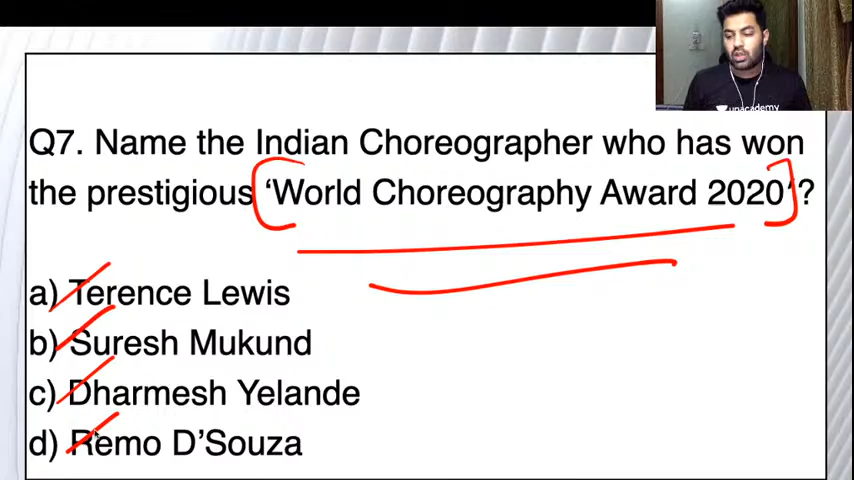 unacademy
Q7. Name the Indian Choreographer who has won
the prestigious ‘World Choreography Award 2020’?
a) Terence Lewis
b) Suresh Mukund
c) Dharmesh Yelande
d) Remo D’Souza